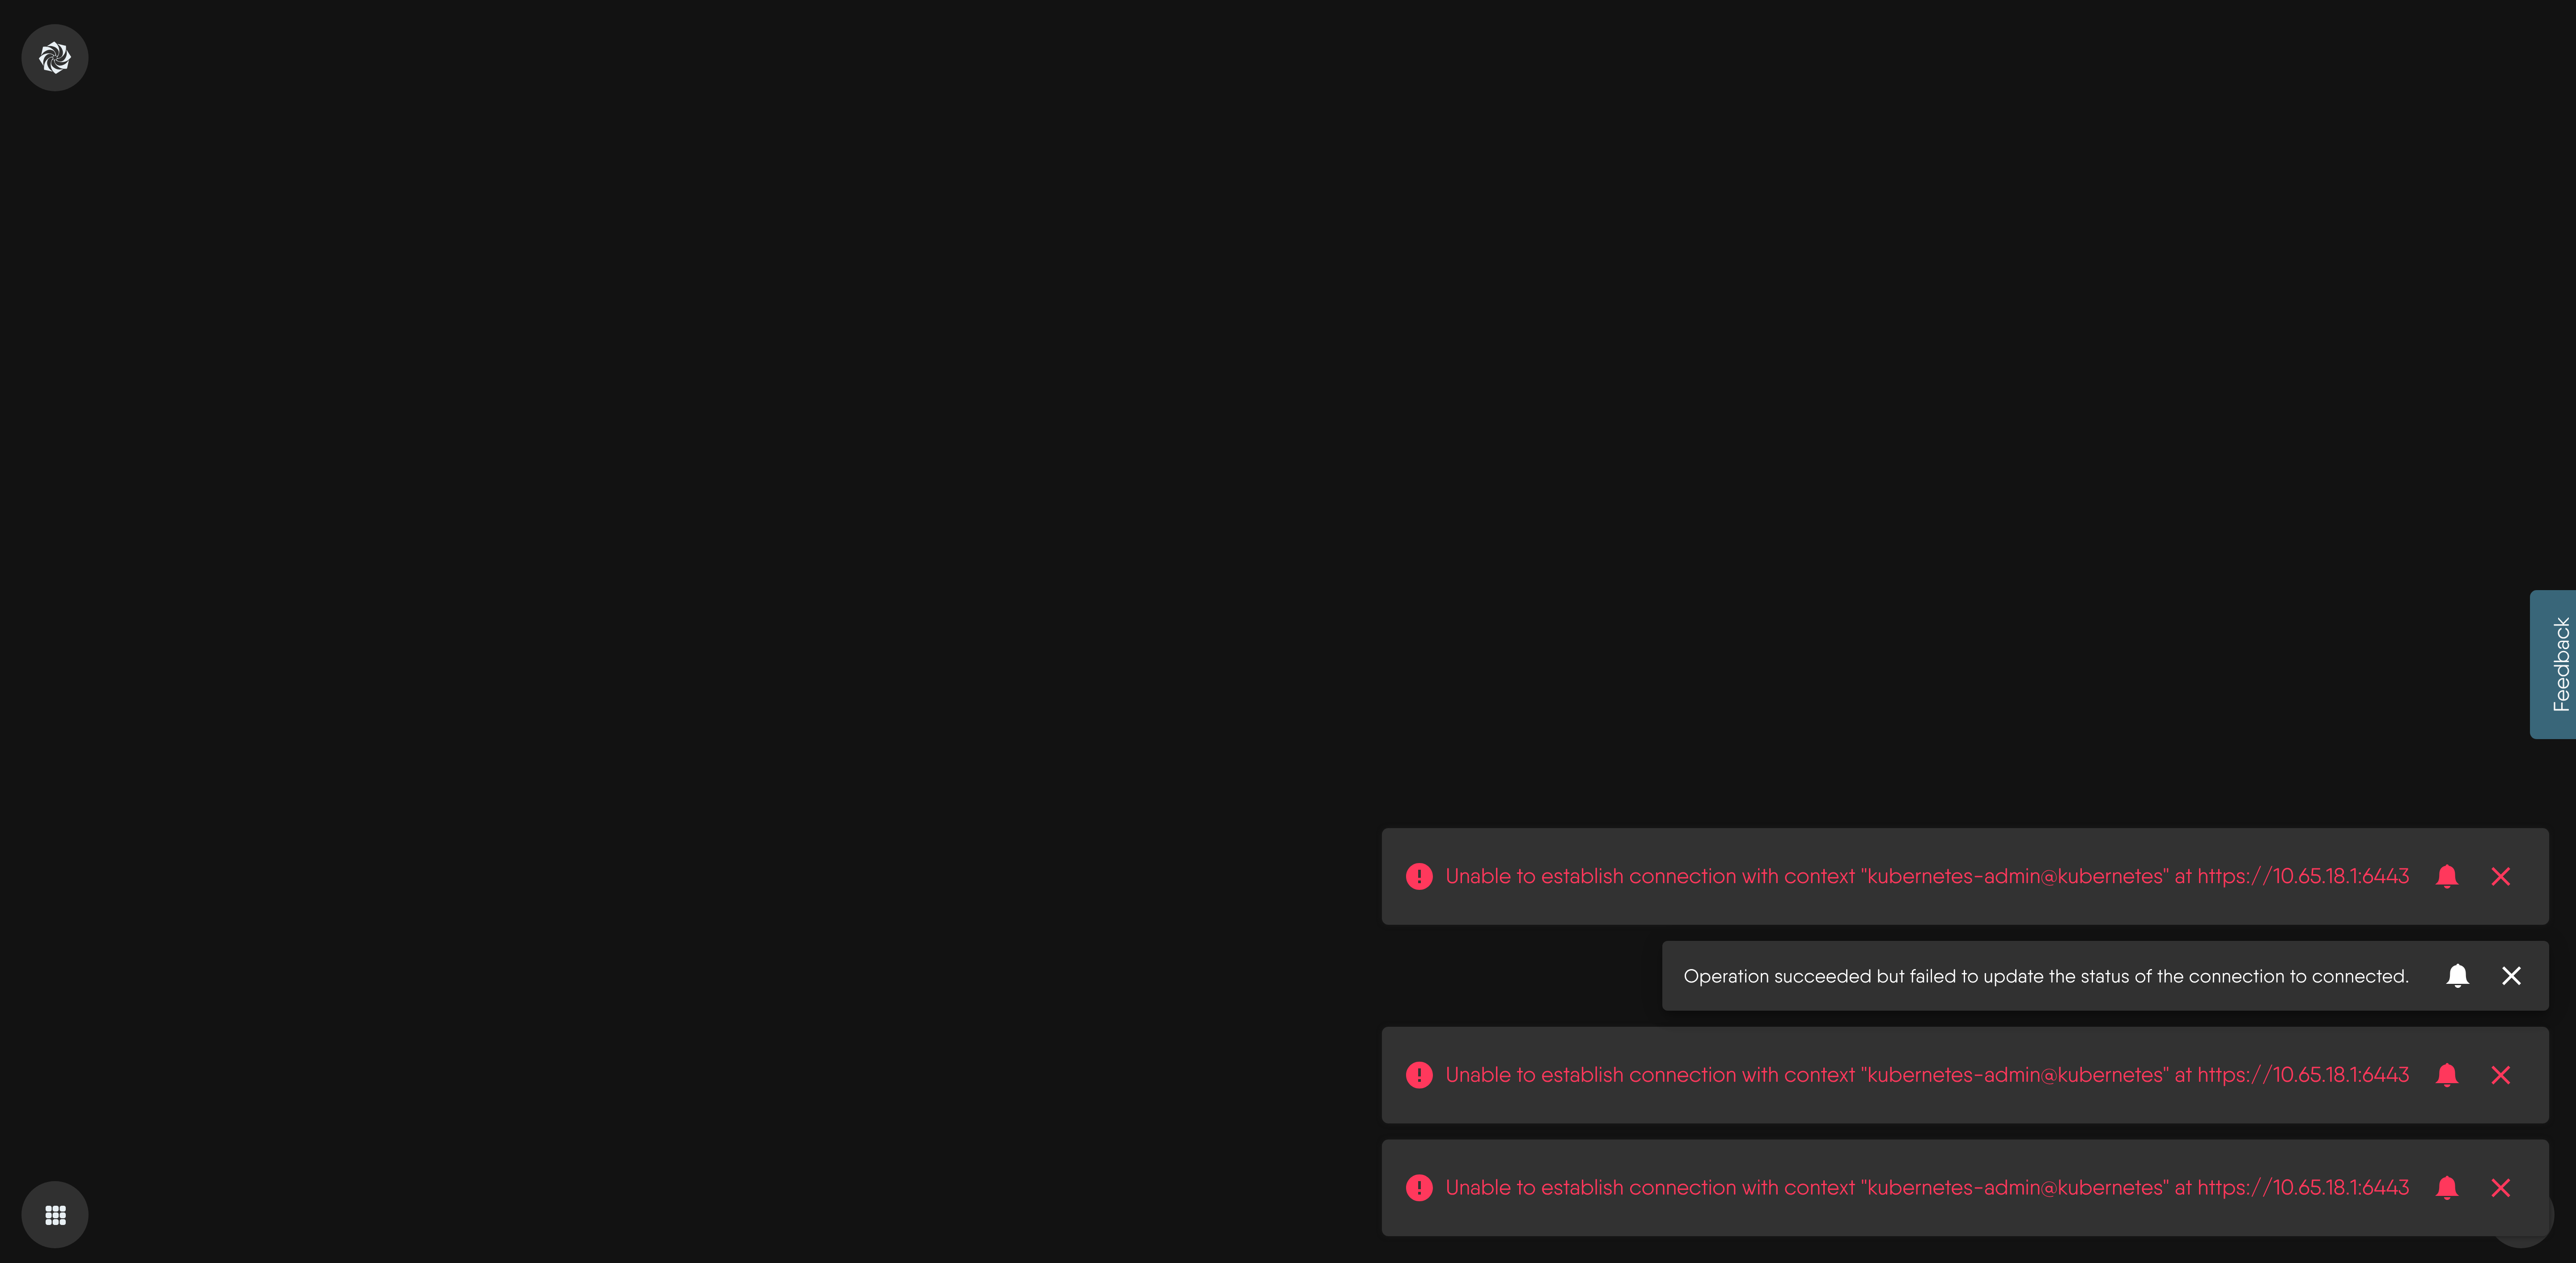 Feedback
Unable to establish connection with context "kubernetes-admin@kubernetes" at https://10.65.18.1:6443
Operation succeeded but failed to update the status of the connection to connected.
Unable to establish connection with context "kubernetes-admin@kubernetes" at https://10.65.18.1:6443
Unable to establish connection with context "kubernetes-admin@kubernetes" at https://10.65.18.1:6443